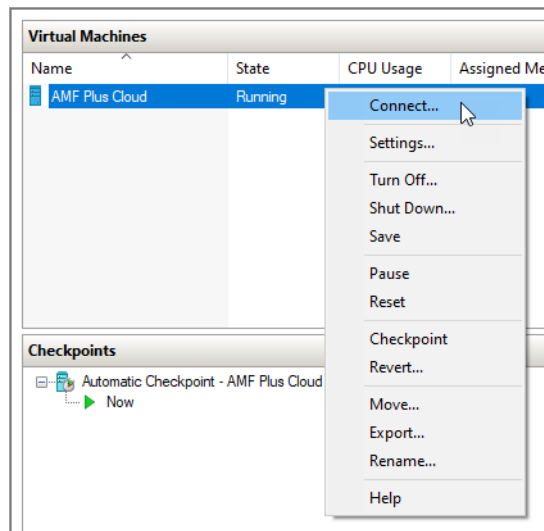 Virtual Machines
Name State CPU Usage Assigned Me
AMF Plus Cloud Running
Connect...
Settings...
Turn Off...
Shut Down...
Save
Pause
Reset
Checkpoint
Revert...
Move...
Export...
Rename...
Help
Checkpoints
Automatic Checkpoint - AMF Plus Cloud
Now